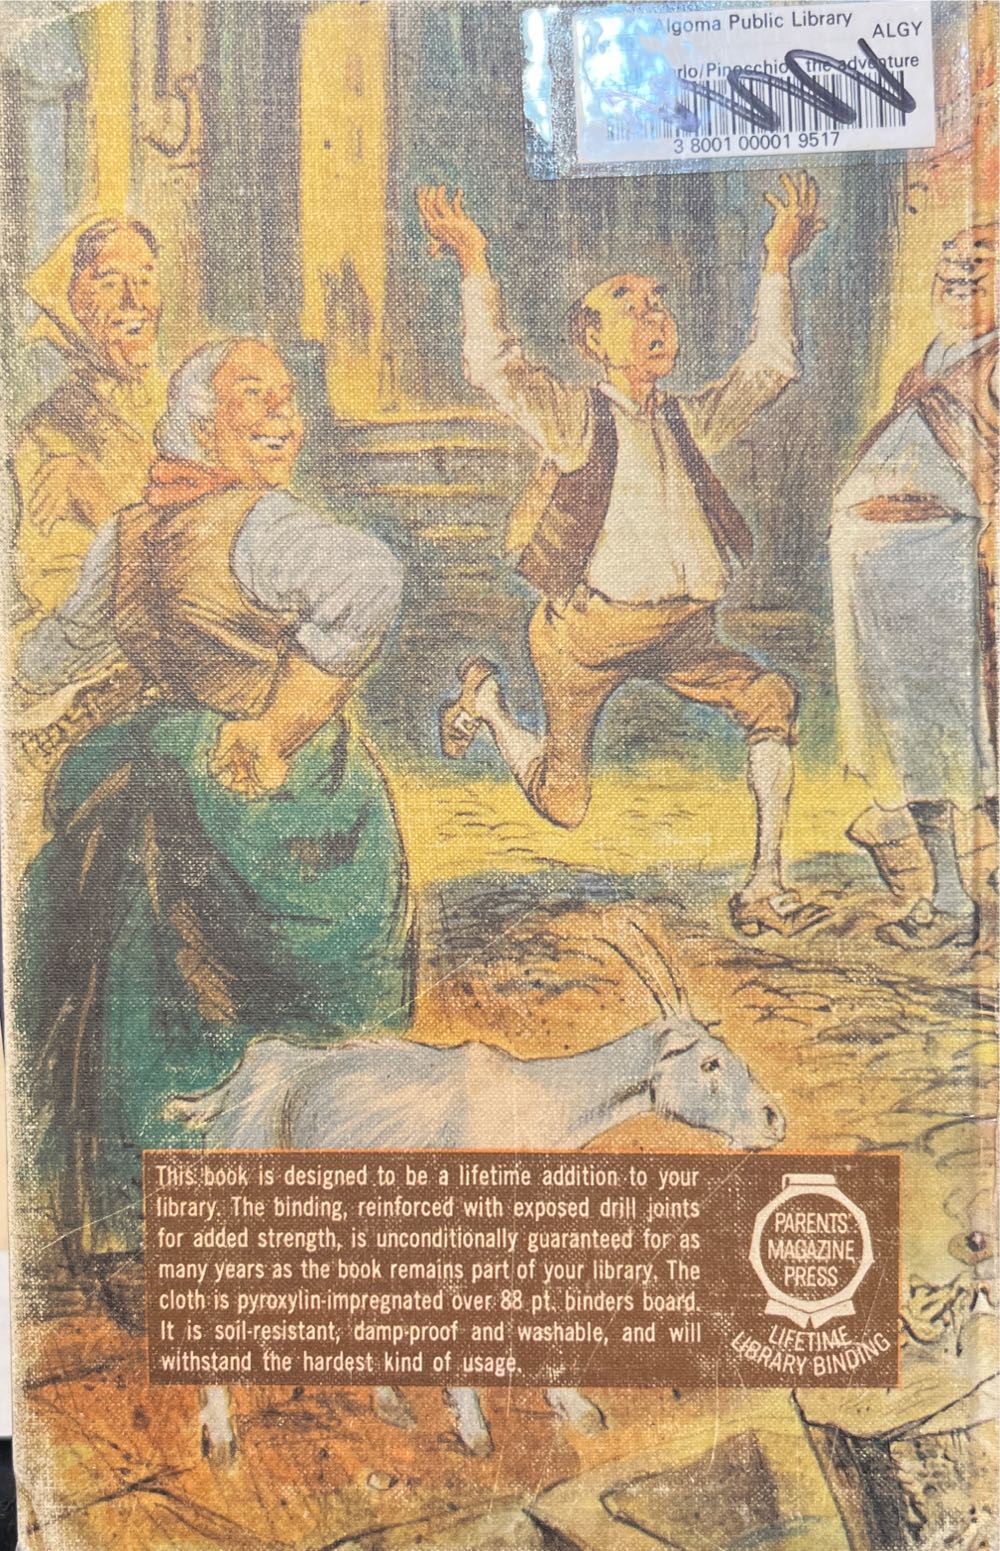 lgoma Public Library
ALGY
rlo/Pinocchio, the adventure
3 8001 00001 9517
This book is designed to be a lifetime addition to your
library. The binding, reinforced with exposed drill joints
for added strength, is unconditionally guaranteed for as
many years as the book remains part of your library. The
cloth is pyroxylin-impregnated over 88 pt. binders board.
It is soil-resistant, damp-proof and washable, and will
withstand the hardest kind of usage.
PARENTS'
MAGAZINE
PRESS
LIFETIME
LIBRARY BINDING